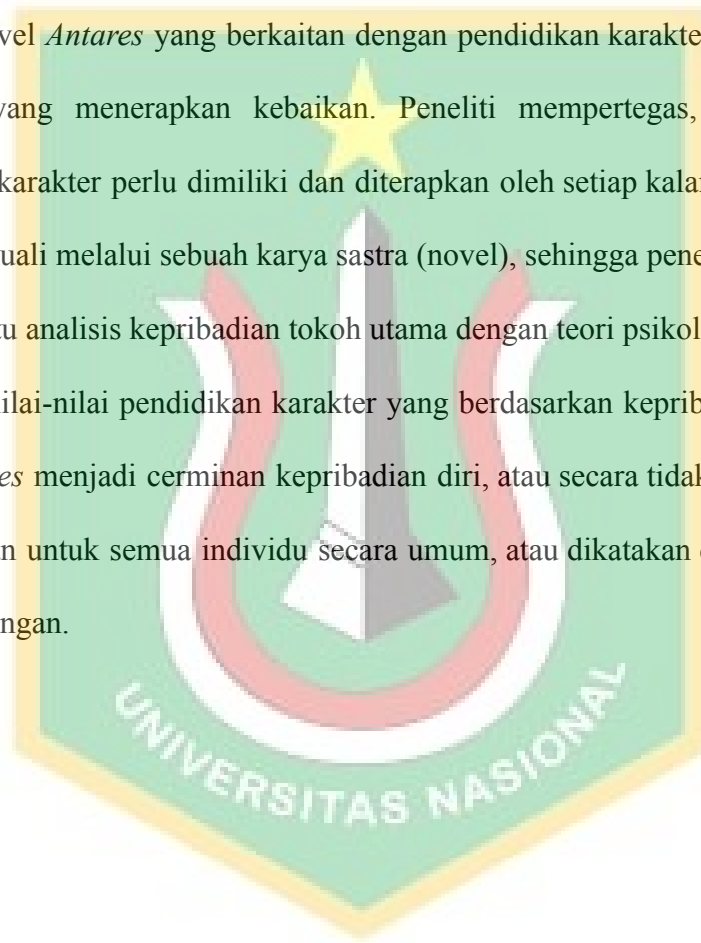 vel Antares yang berkaitan dengan pendidikan karakte
yang menerapkan kebaikan. Peneliti mempertegas,
karakter perlu dimiliki dan diterapkan oleh setiap kala
uali melalui sebuah karya sastra (novel), sehingga pene
tu analisis kepribadian tokoh utama dengan teori psikol
ilai-nilai pendidikan karakter yang berdasarkan keprib
es menjadi cerminan kepribadian diri, atau secara tidak
n untuk semua individu secara umum, atau dikatakan
ngan.
UNIVERSITAS NASIONAL